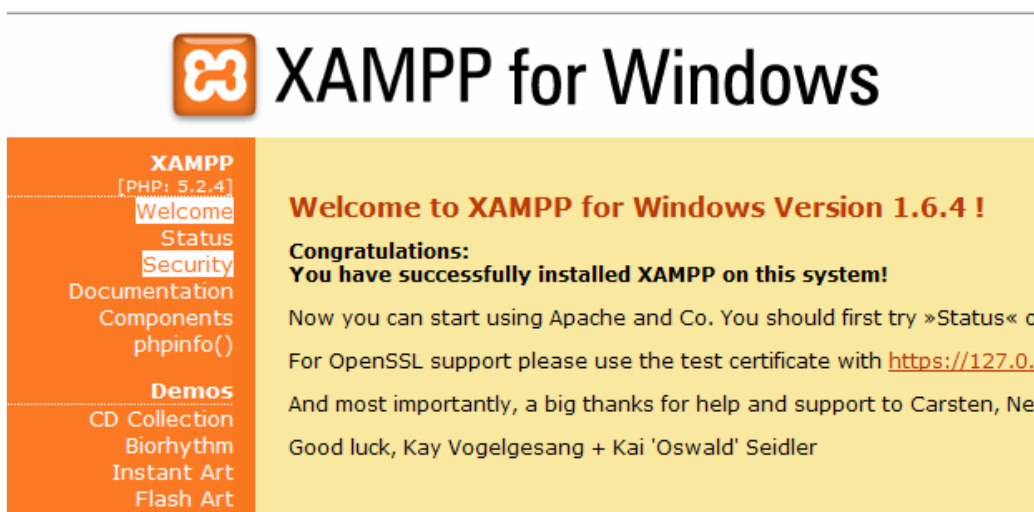 XAMPP for Windows
XAMPP
[PHP: 5.2.4]
Welcome
Status
Security
Documentation
Components
phpinfo()
Demos
CD Collection
Biorhythm
Instant Art
Flash Art
Welcome to XAMPP for Windows Version 1.6.4 !
Congratulations:
You have successfully installed XAMPP on this system!
Now you can start using Apache and Co. You should first try »Status«
For OpenSSL support please use the test certificate with https://127.0.
And most importantly, a big thanks for help and support to Carsten,
Good luck, Kay Vogelgesang + Kai 'Oswald' Seidler